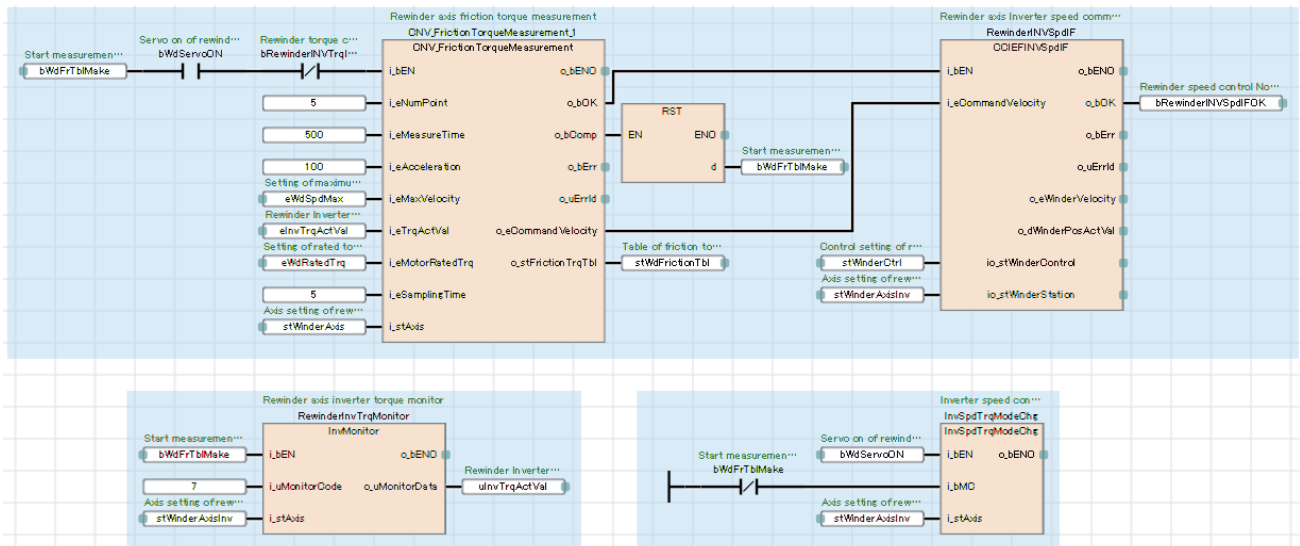 Rewinder axis friction torque measurement
CNV_FrictionTorqueMeasurement_1
CNV_FrictionTorqueMeasurement
Start measuremen…
bWdFrTblMake
Servo on of rewind…
bWdServoON
Rewinder torque c…
bRewinderINVTrqI…
i_bEN
o_bENO
5
i_eNumPoint
o_bOK
500
i_eMeasureTime
o_bComp
100
i_eAcceleration
o_bErr
Setting of maximu…
eWdSpdMax
i_eMaxVelocity
o_uErrId
Rewinder Inverter…
eInvTrqActVal
i_eTrqActVal
o_eCommandVelocity
Setting of rated to…
eWdRatedTrq
i_eMotorRatedTrq
o_stFrictionTrqTbl
Table of friction to…
stWdFrictionTbl
5
i_eSamplingTime
Axis setting of rew…
stWinderAxis
i_stAxis
RST
EN
ENO
d
Start measuremen…
bWdFrTblMake
Rewinder axis Inverter speed comm…
RewinderINVSpdIF
CCIEFINVSpdIF
i_bEN
o_bENO
i_eCommandVelocity
o_bOK
Rewinder speed control No…
bRewinderINVSpdIFOK
o_bErr
o_uErrId
o_eWinderVelocity
o_dWinderPosActVal
Control setting of r…
stWinderCtrl
io_stWinderControl
Axis setting of rew…
stWinderAxisInv
io_stWinderStation
Rewinder axis inverter torque monitor
RewinderInvTrqMonitor
InvMonitor
Start measuremen…
bWdFrTblMake
i_bEN
o_bENO
7
i_uMonitorCode
o_uMonitorData
Rewinder Inverter…
uInvTrqActVal
Axis setting of rew…
stWinderAxisInv
i_stAxis
Inverter speed con…
InvSpdTrqModeChg
InvSpdTrqModeChg
Servo on of rewind…
bWdServoON
i_bEN
o_bENO
Start measuremen…
bWdFrTblMake
i_bMC
Axis setting of rew…
stWinderAxisInv
i_stAxis